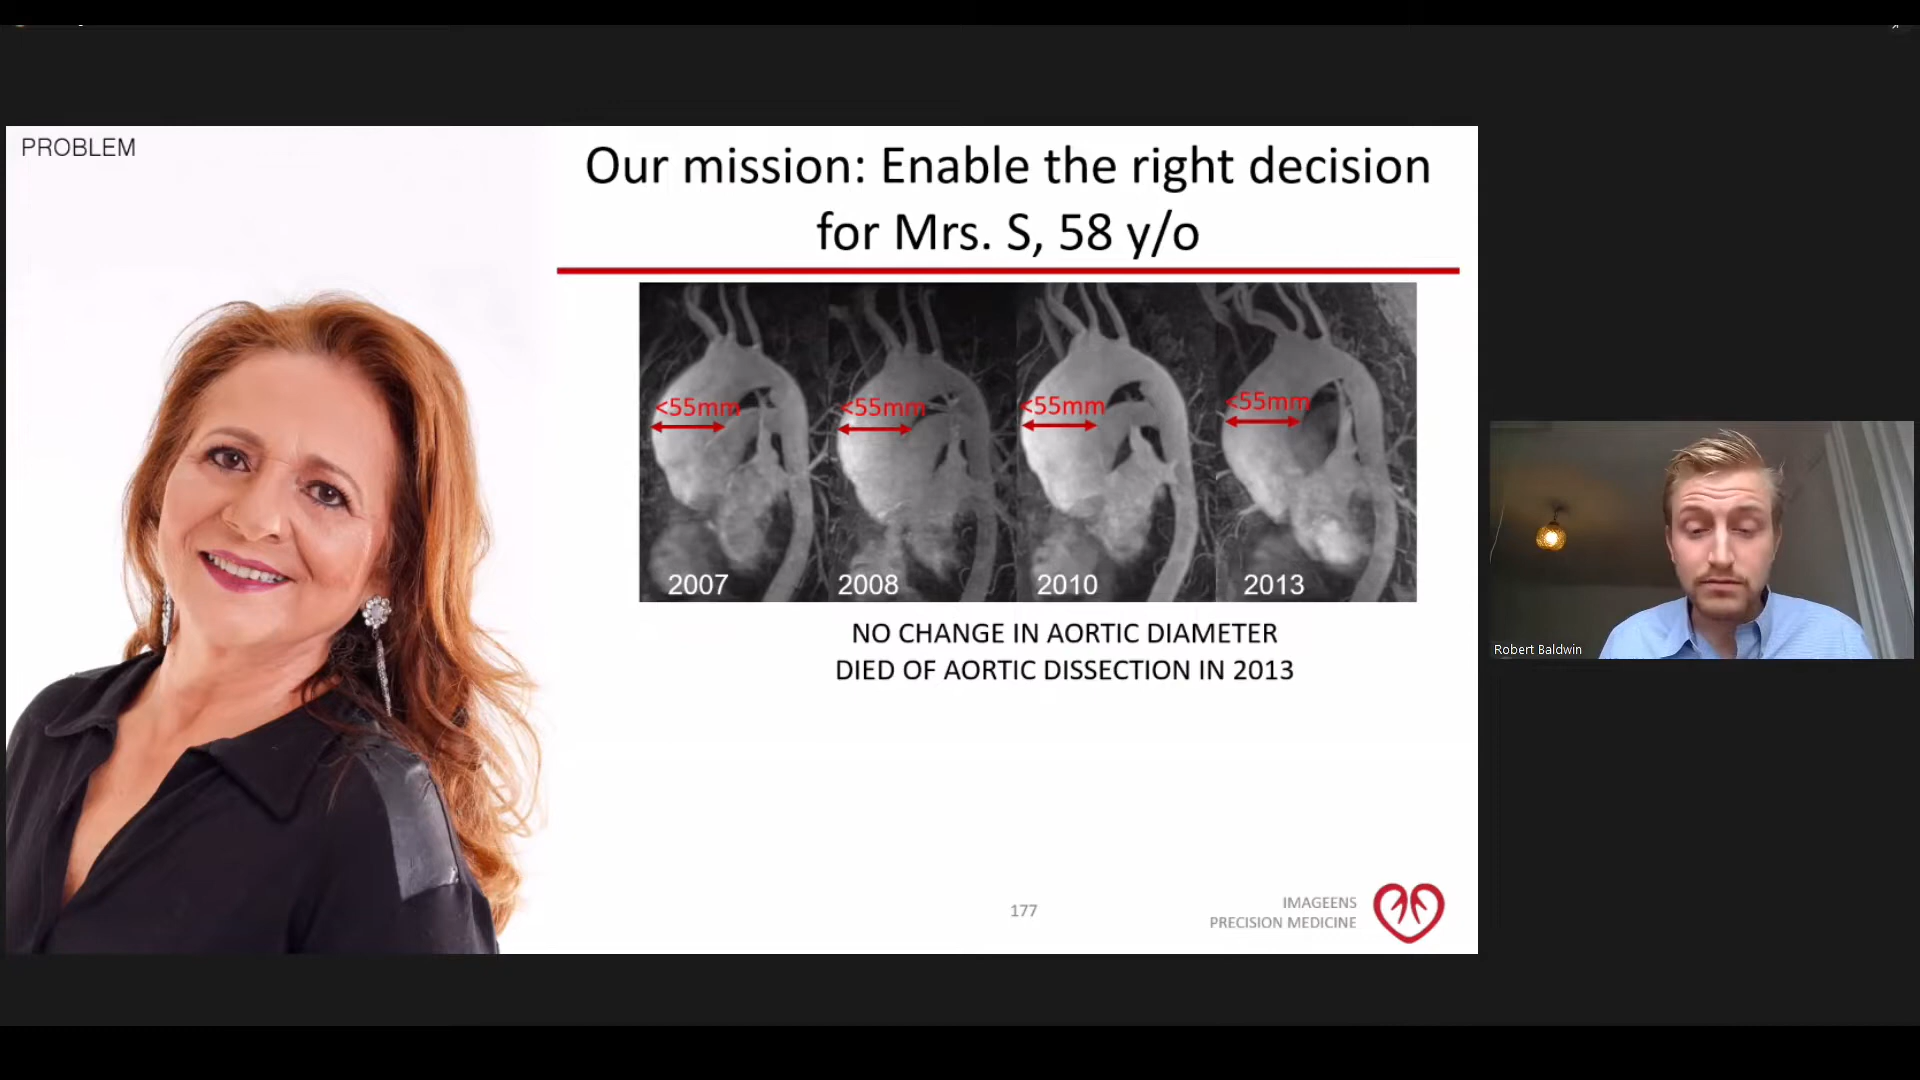 PROBLEM
Our mission: Enable the right decision
for Mrs. S, 58 y/o
<55mm
<55mm
<55mm
<55mm
2007
2008
2010
2013
NO CHANGE IN AORTIC DIAMETER
DIED OF AORTIC DISSECTION IN 2013
177
IMAGEENS
PRECISION MEDICINE
Robert Baldwin